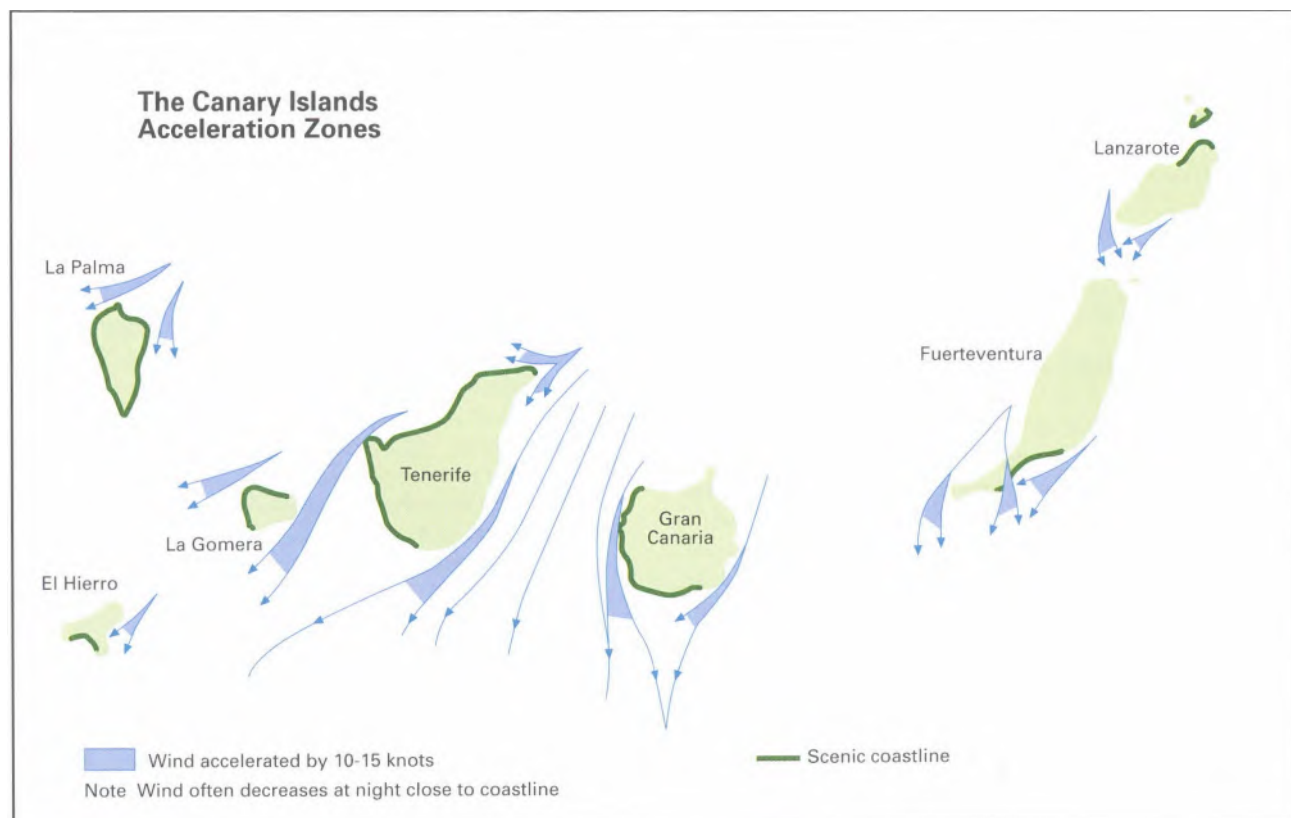 The Canary Islands
Acceleration Zones
Lanzarote
La Palma
Fuerteventura
Tenerife
Gran
Canaria
La Gomera
El Hierro
Wind accelerated by 10-15 knots
Scenic coastline
Note Wind often decreases at night close to coastline